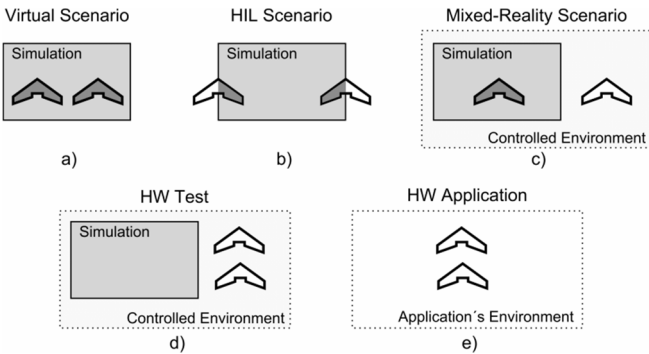 Virtual Scenario
HIL Scenario
Mixed-Reality Scenario
Simulation
Simulation
Simulation
Controlled Environment
a)
b)
c)
HW Test
HW Application
Simulation
Controlled Environment
Application´s Environment
d)
e)